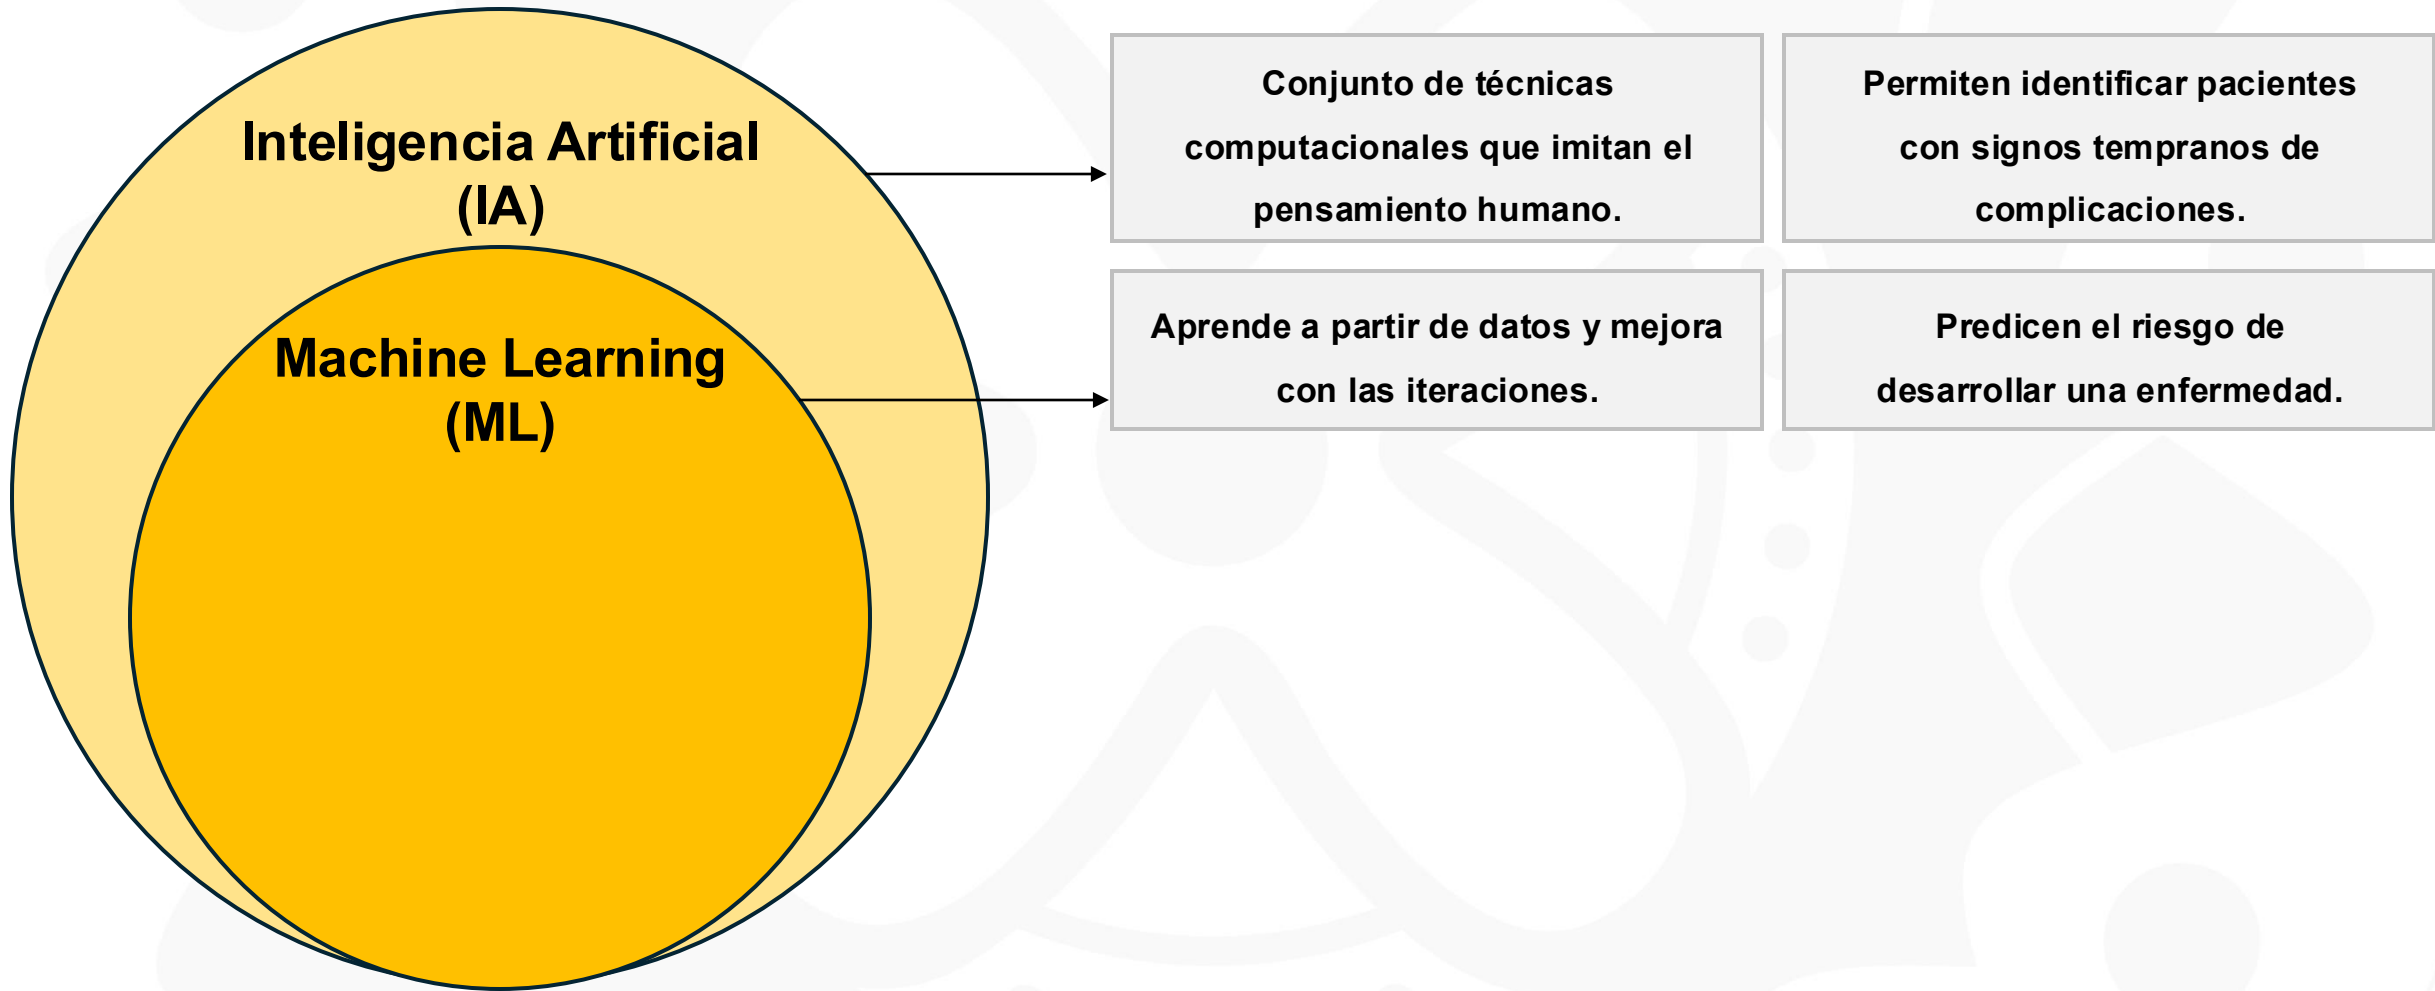 Inteligencia Artificial
(IA)
Machine Learning
(ML)
Conjunto de técnicas
computacionales que imitan el
pensamiento humano.
Permiten identificar pacientes
con signos tempranos de
complicaciones.
Aprende a partir de datos y mejora
con las iteraciones.
Predicen el riesgo de
desarrollar una enfermedad.